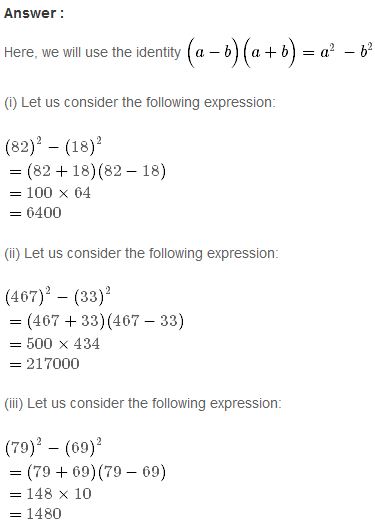 Answer :
Here, we will use the identity (a − b)(a + b) = a² − b²
(i) Let us consider the following expression:
(82)² − (18)²
= (82 + 18)(82 − 18)
= 100 × 64
= 6400
(ii) Let us consider the following expression:
(467)² − (33)²
= (467 + 33)(467 − 33)
= 500 × 434
= 217000
(iii) Let us consider the following expression:
(79)² − (69)²
= (79 + 69)(79 − 69)
= 148 × 10
= 1480